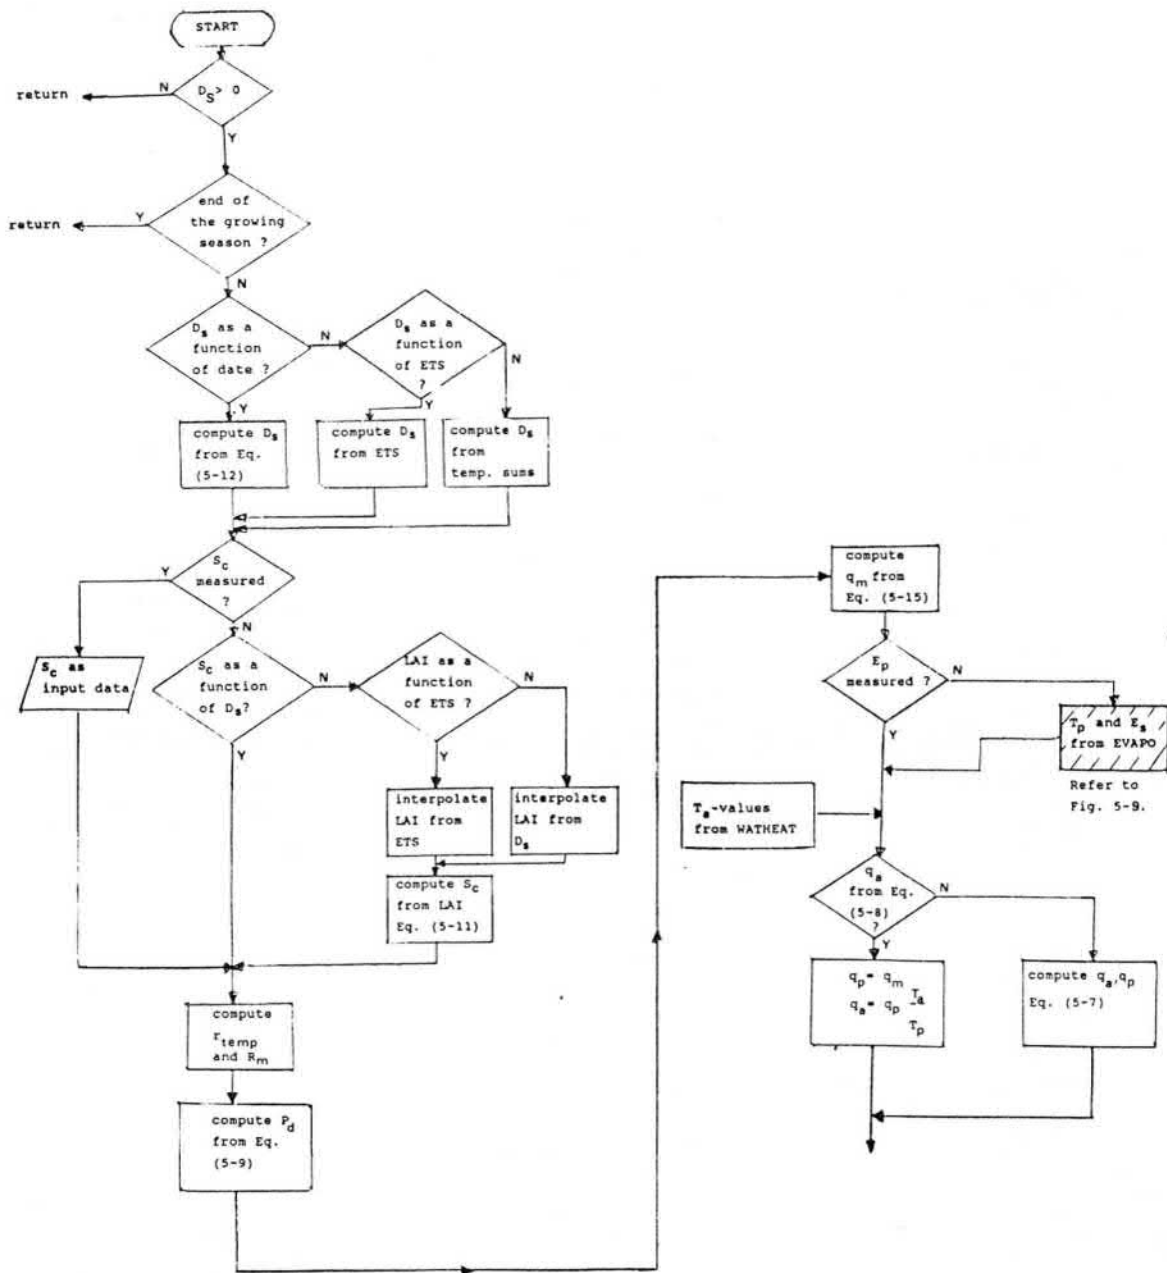 START
return
N
D_S > 0
Y
return
Y
end of
the growing
season ?
N
D_s as a
function
of date ?
N
D_s as a
function
of ETS
?
N
Y
Y
compute D_s
from Eq.
(5-12)
compute D_s
from ETS
compute D_s
from
temp. sums
Y
S_c
measured
?
N
S_c as
input data
S_c as a
function
of D_s?
N
LAI as a
function
of ETS ?
N
Y
Y
interpolate
LAI from
ETS
interpolate
LAI from
D_s
compute S_c
from LAI
Eq. (5-11)
compute
r_temp
and R_m
compute P_d
from Eq.
(5-9)
compute
q_m from
Eq. (5-15)
E_p
measured ?
N
Y
T_p and E_s
from EVAPO
Refer to
Fig. 5-9.
T_a-values
from WATHEAT
q_a
from Eq.
(5-8)
?
N
Y
q_p = q_m
q_a = q_p T_a
T_p
compute q_a,q_p
Eq. (5-7)